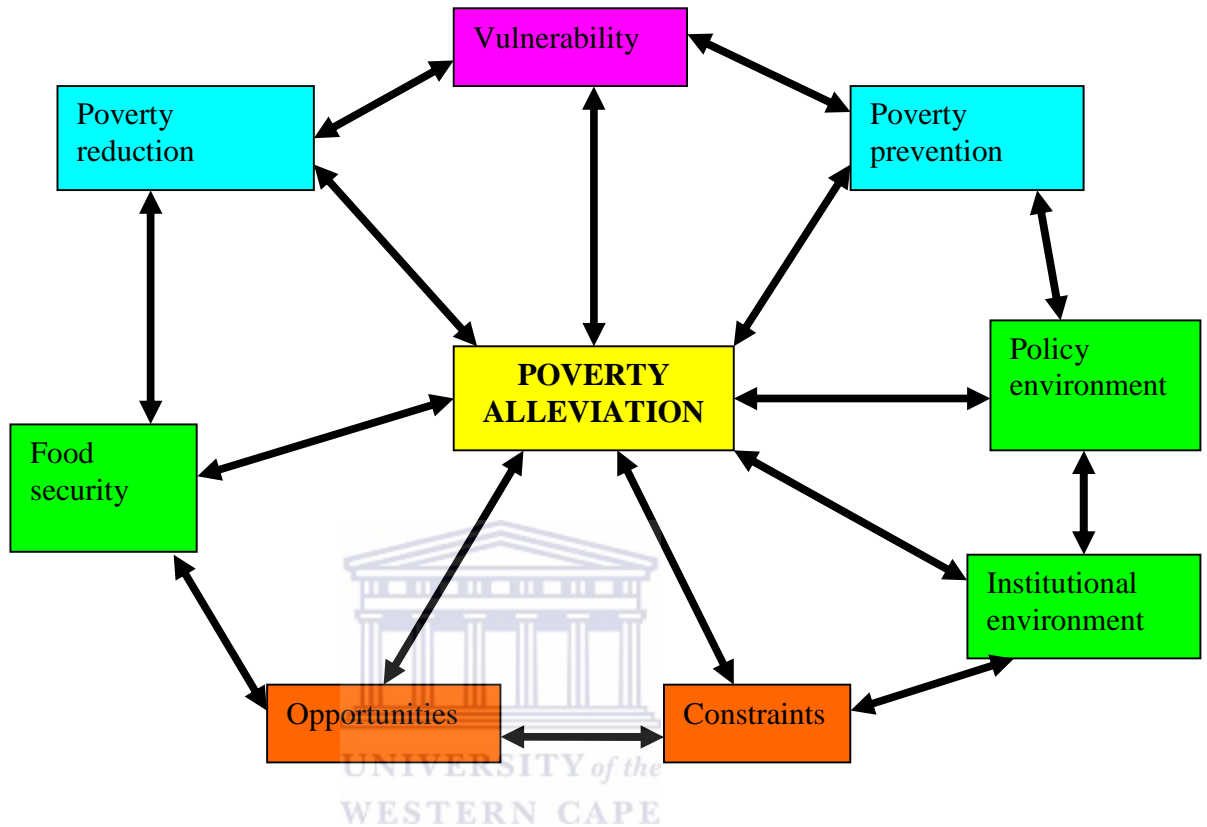 Vulnerability
Poverty
reduction
Poverty
prevention
POVERTY
ALLEVIATION
Policy
environment
Food
security
Institutional
environment
Opportunities
Constraints
UNIVERSITY of the
WESTERN CAPE